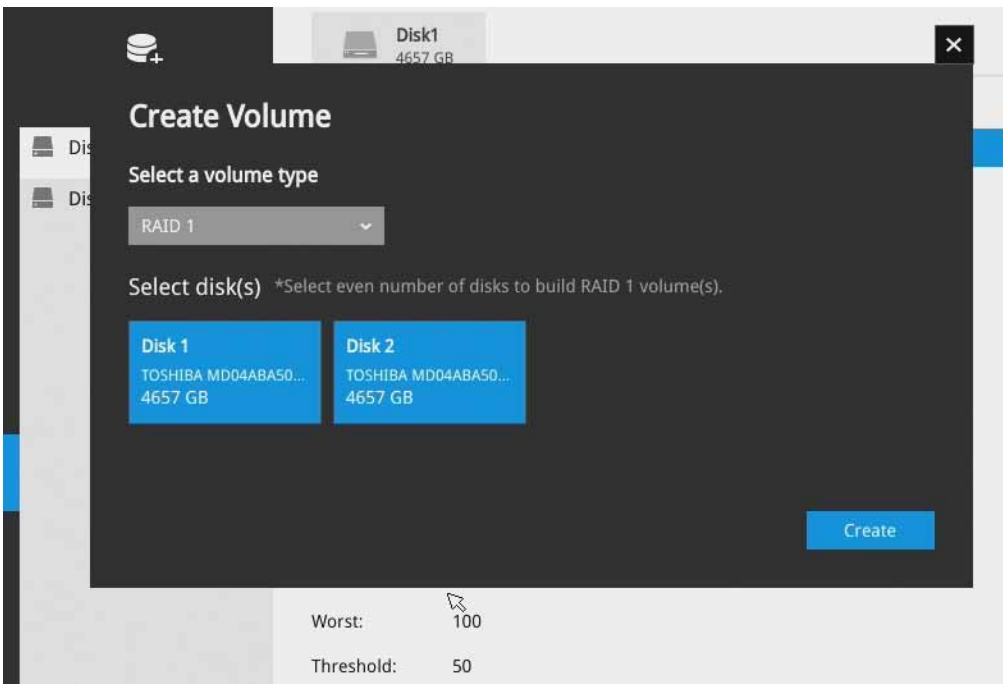 Disk1
4657 GB
Create Volume
Dis
Select a volume type
Dis
RAID 1
Select disk(s) *Select even number of disks to build RAID 1 volume(s).
Disk 1 Disk 2
TOSHIBA MD04ABA50... TOSHIBA MD04ABA50...
4657 GB 4657 GB
Create
Worst: 100
Threshold: 50